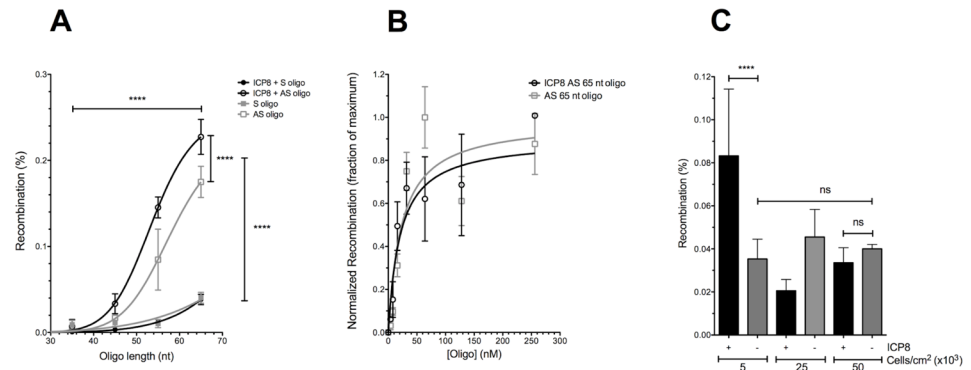 A
Recombination (%)
0.3
0.2
0.1
0.0
30 40 50 60 70
Oligo length (nt)
****
****
****
ICP8 + S oligo
ICP8 + AS oligo
S oligo
AS oligo
B
Normalized Recombination (fraction of maximum)
1.2
1.0
0.8
0.6
0.4
0.2
0.0
0 50 100 150 200 250 300
[Oligo] (nM)
ICP8 AS 65 nt oligo
AS 65 nt oligo
C
Recombination (%)
0.12
0.10
0.08
0.06
0.04
0.02
0.00
****
ns
ns
+ - + - + - ICP8
5 25 50 Cells/cm² (x10³)